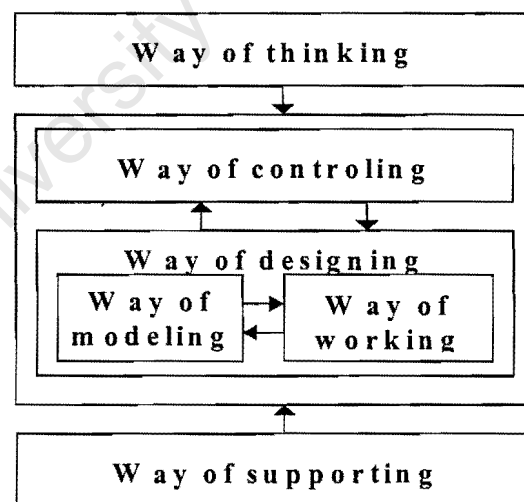 Way of thinking
Way of controling
Way of designing
Way of
modeling
Way of
working
Way of supporting